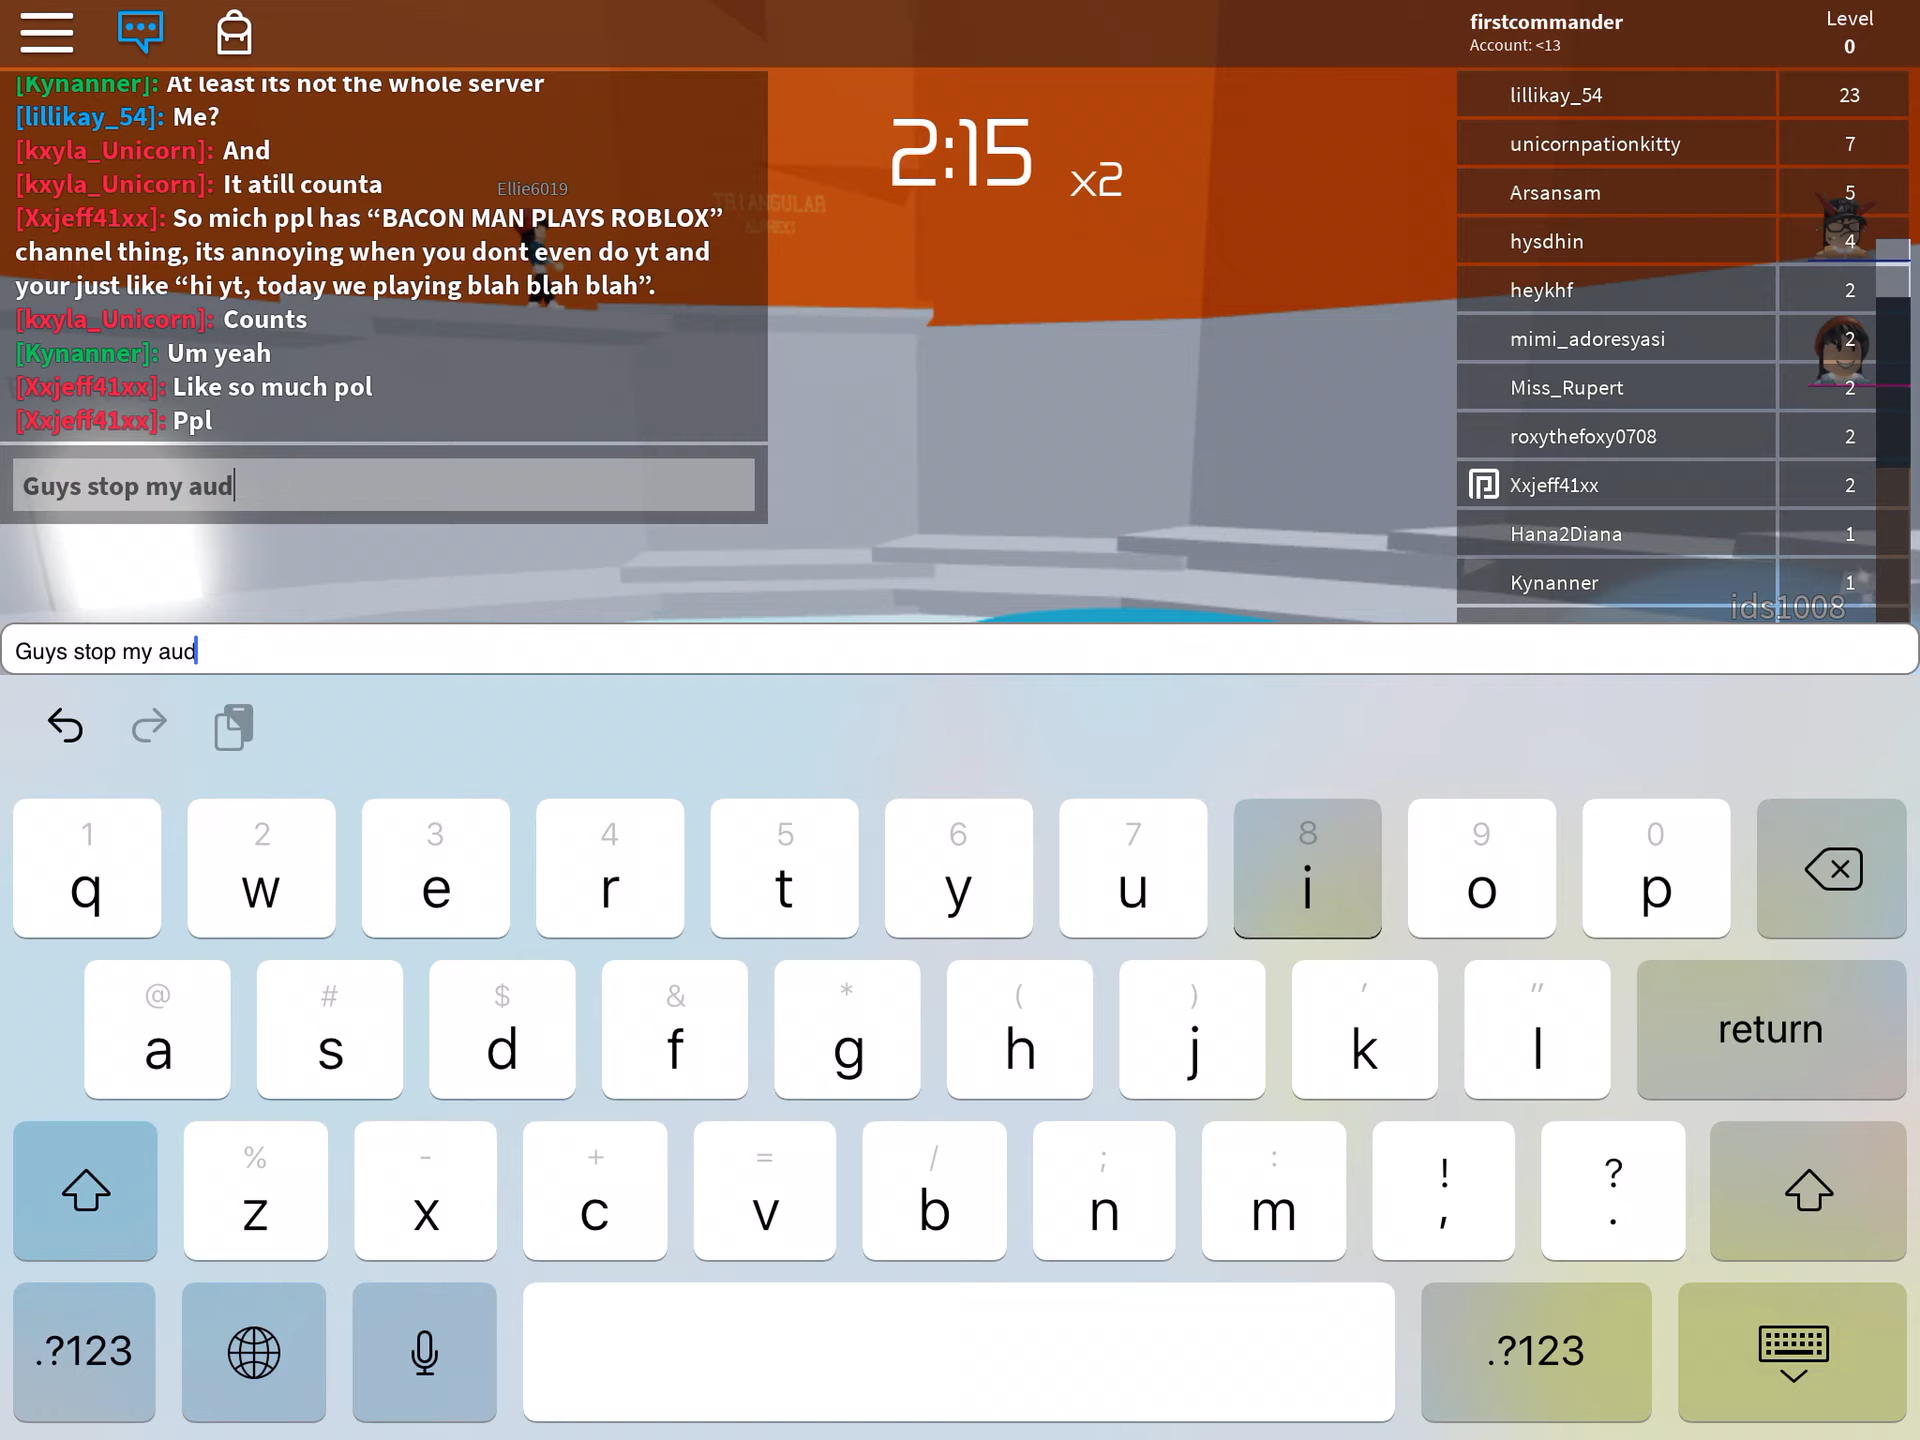 firstcommander
Account: <13
Level
0
[Kynanner]: At least its not the whole server
[lillikay_54]: Me?
[kxyla_Unicorn]: And
[kxyla_Unicorn]: It atill counta
[Xxjeff41xx]: So mich ppl has “BACON MAN PLAYS ROBLOX”
channel thing, its annoying when you dont even do yt and
your just like “hi yt, today we playing blah blah blah”.
[kxyla_Unicorn]: Counts
[Kynanner]: Um yeah
[Xxjeff41xx]: Like so much pol
[Xxjeff41xx]: Ppl
Guys stop my aud
Ellie6019
TRIANGULAR
2:15 x2
lillikay_54 23
unicornpationkitty 7
Arsansam 5
hysdhin 4
heykhf 2
mimi_adoresyasi 2
Miss_Rupert 2
roxythefoxy0708 2
Xxjeff41xx 2
Hana2Diana 1
Kynanner 1
ids1008
Guys stop my aud
1 2 3 4 5 6 7 8 9 0
q w e r t y u i o p
@ # $ & * ( ) ' "
a s d f g h j k l return
% - + = / ; : ! ?
z x c v b n m , .
.?123 .?123